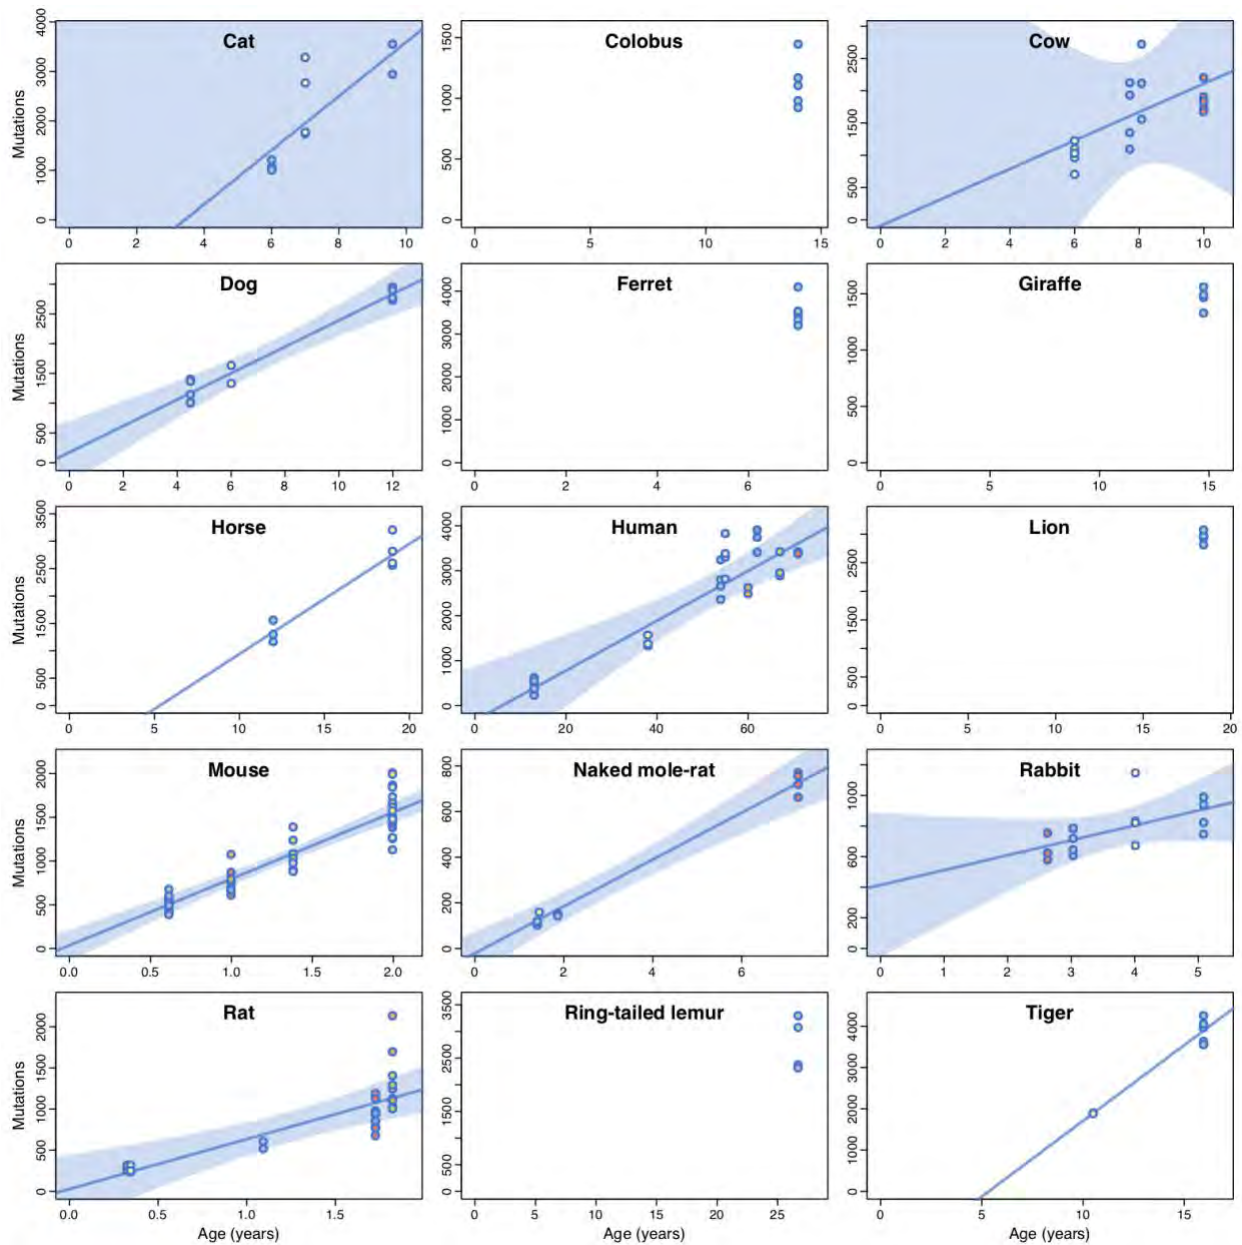 Cat
Colobus
Cow
Mutations
0 1000 2000 3000 4000
0 2 4 6 8 10
0 500 1000 1500
0 5 10 15
0 500 1500 2500
0 2 4 6 8 10
Dog
Ferret
Giraffe
Mutations
0 500 1500 2500
0 2 4 6 8 10 12
0 1000 2000 3000 4000
0 2 4 6
0 500 1000 1500
0 5 10 15
Horse
Human
Lion
Mutations
0 500 1500 2500 3500
0 5 10 15 20
0 1000 2000 3000 4000
0 20 40 60
0 500 1500 2500
0 5 10 15 20
Mouse
Naked mole-rat
Rabbit
Mutations
0 500 1000 1500 2000
0.0 0.5 1.0 1.5 2.0
0 200 400 600 800
0 2 4 6
0 200 600 1000
0 1 2 3 4 5
Rat
Ring-tailed lemur
Tiger
Mutations
0 500 1000 1500 2000
0.0 0.5 1.0 1.5
0 500 1500 2500 3500
0 5 10 15 20 25
0 1000 2000 3000 4000
0 5 10 15
Age (years)
Age (years)
Age (years)